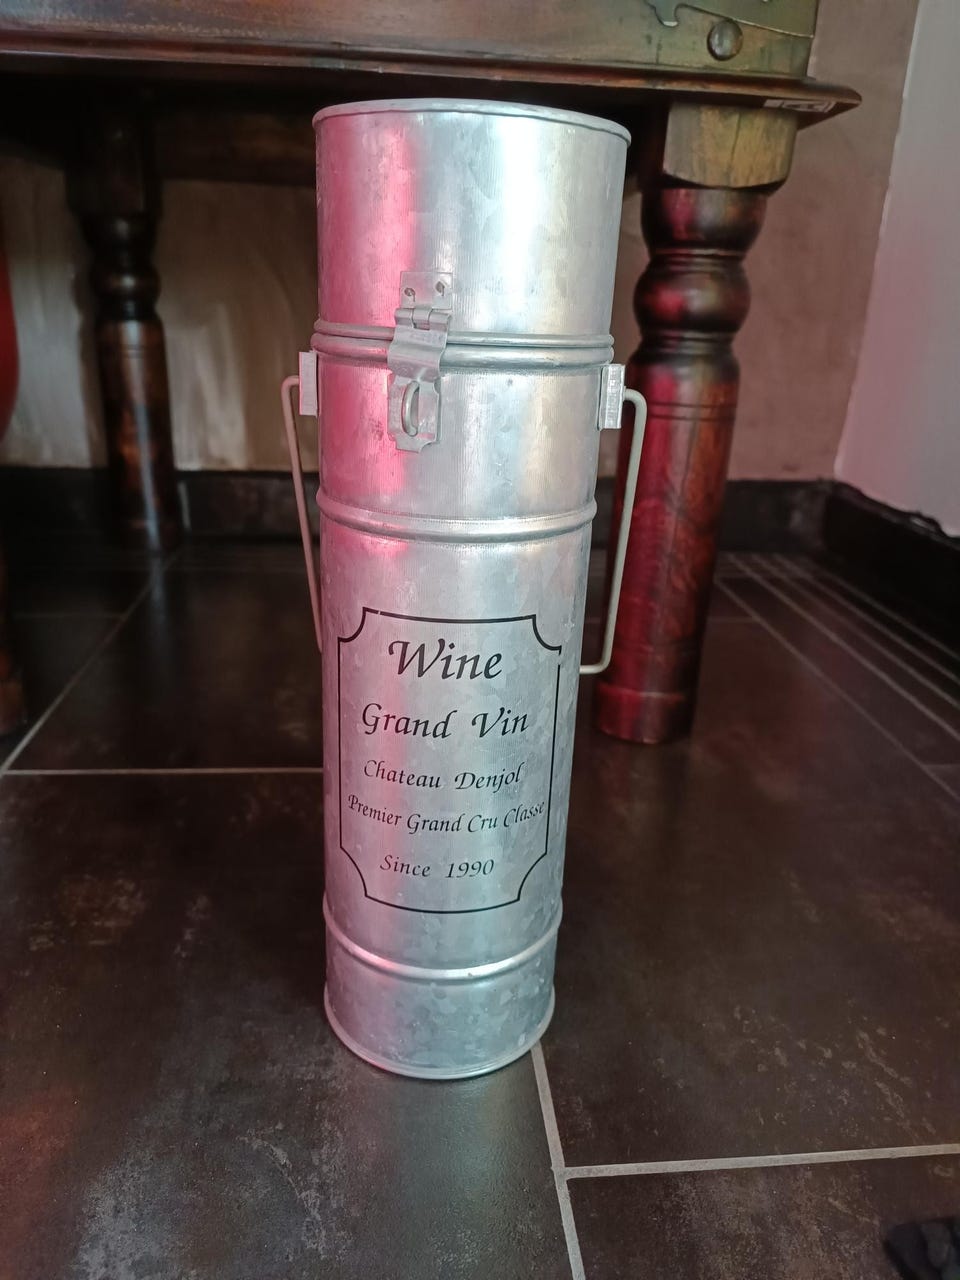 Wine
Grand Vin
Chateau Denjol
Premier Grand Cru Classe
Since 1990